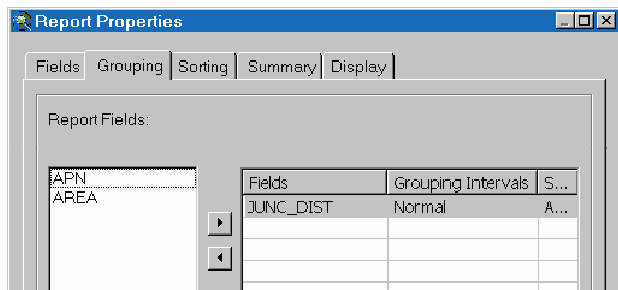 Report Properties
Fields Grouping Sorting Summary Display
Report Fields:
APN
AREA
Fields Grouping Intervals S...
JUNC_DIST Normal A...